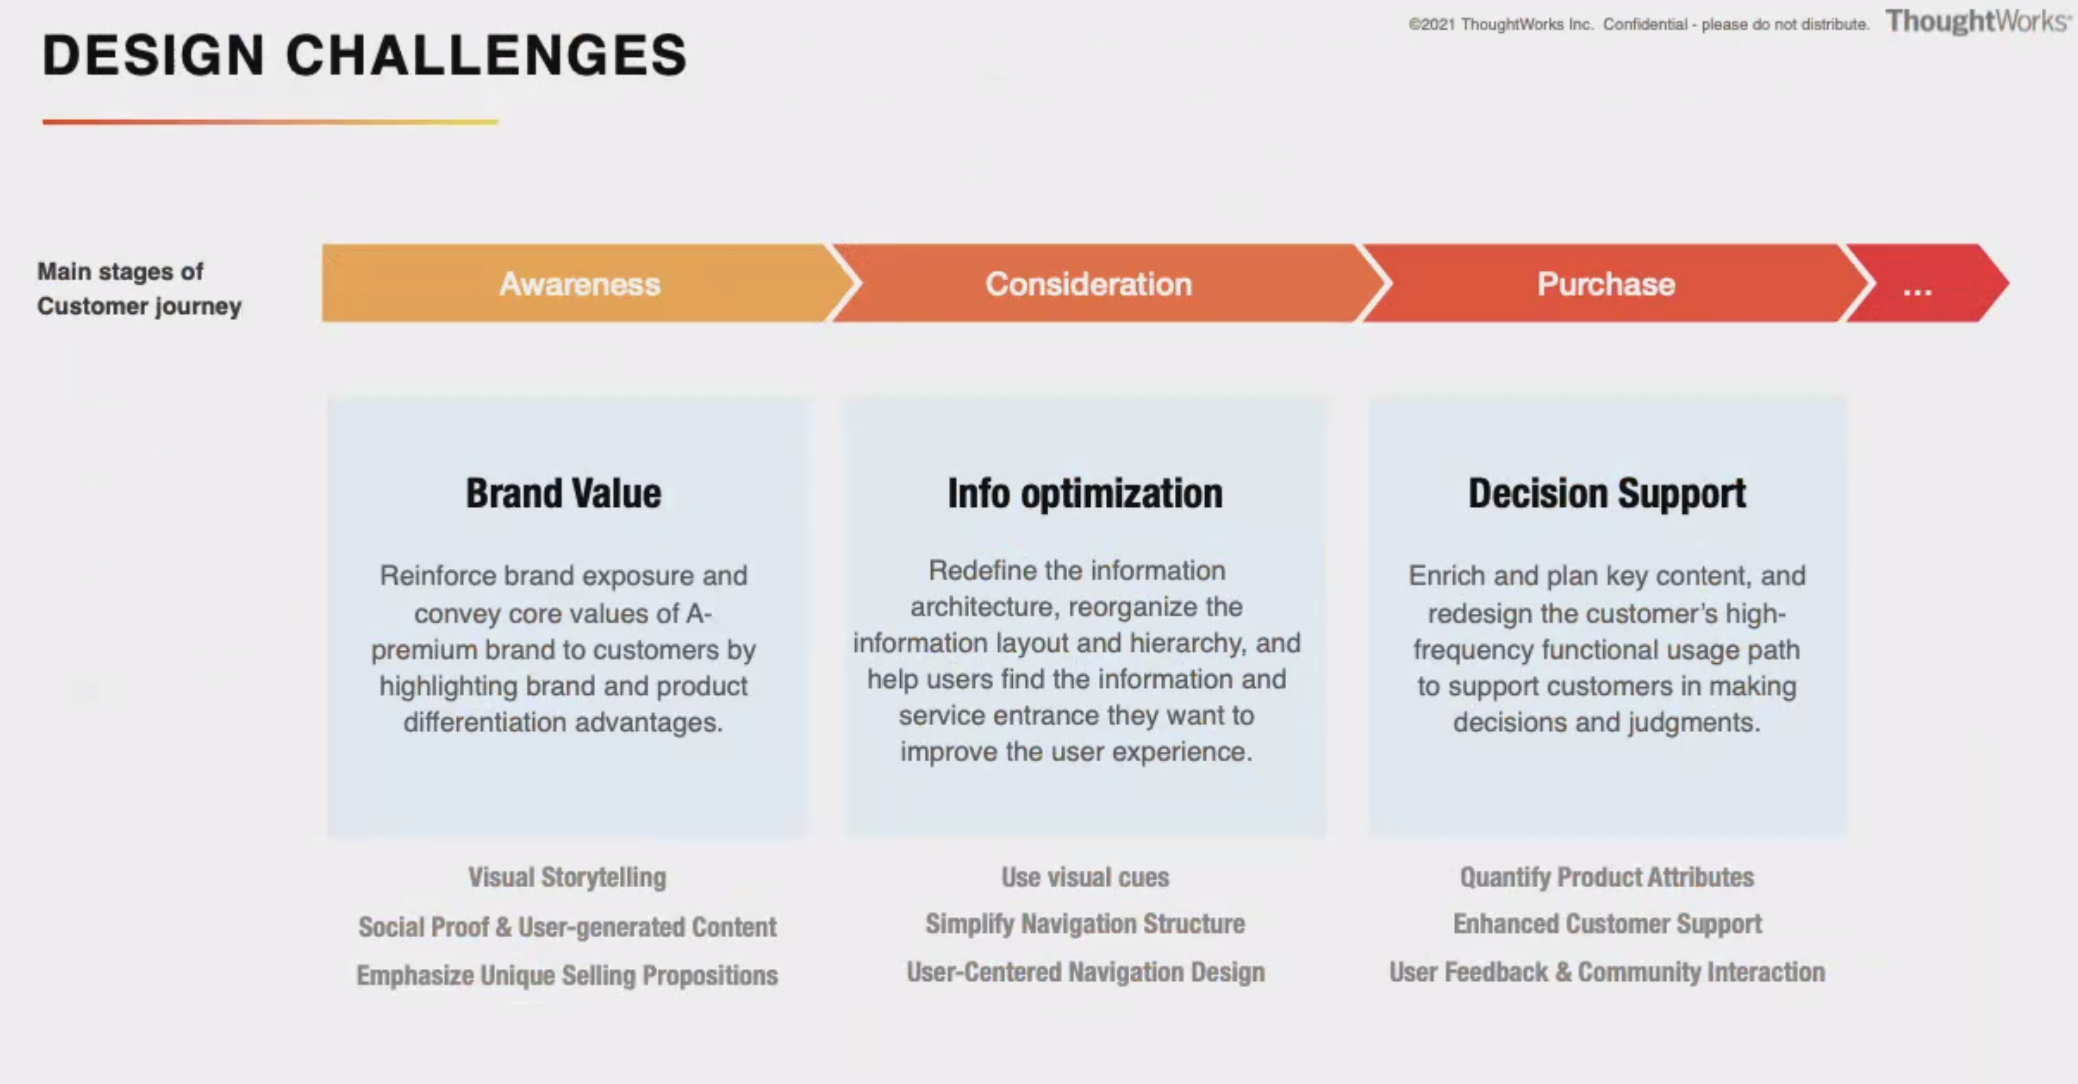 ©2021 ThoughtWorks Inc. Confidential - please do not distribute. ThoughtWorks
DESIGN CHALLENGES
Main stages of
Customer journey
Awareness
Consideration
Purchase
...
Brand Value
Reinforce brand exposure and
convey core values of A-
premium brand to customers by
highlighting brand and product
differentiation advantages.
Visual Storytelling
Social Proof & User-generated Content
Emphasize Unique Selling Propositions
Info optimization
Redefine the information
architecture, reorganize the
information layout and hierarchy, and
help users find the information and
service entrance they want to
improve the user experience.
Use visual cues
Simplify Navigation Structure
User-Centered Navigation Design
Decision Support
Enrich and plan key content, and
redesign the customer's high-
frequency functional usage path
to support customers in making
decisions and judgments.
Quantify Product Attributes
Enhanced Customer Support
User Feedback & Community Interaction